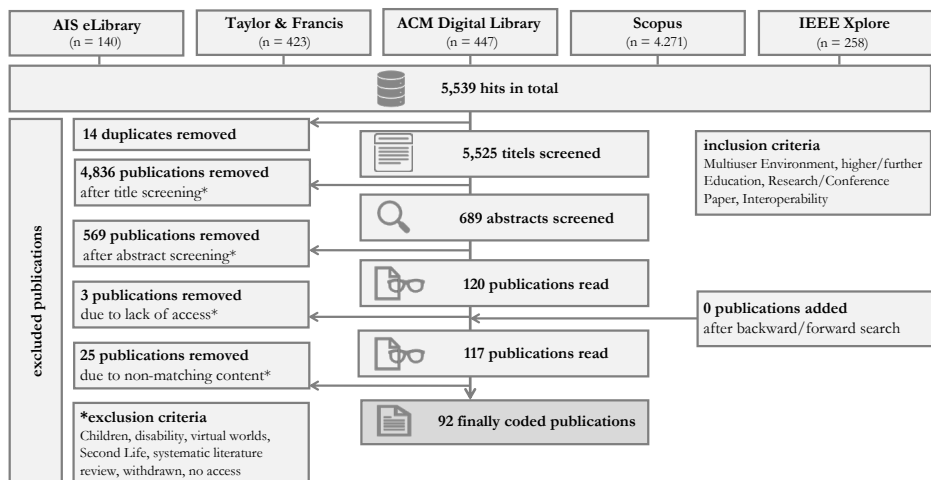 AIS eLibrary
(n = 140)
Taylor & Francis
(n = 423)
ACM Digital Library
(n = 447)
Scopus
(n = 4.271)
IEEE Xplore
(n = 258)
5,539 hits in total
excluded publications
14 duplicates removed
5,525 titels screened
4,836 publications removed
after title screening*
689 abstracts screened
569 publications removed
after abstract screening*
120 publications read
3 publications removed
due to lack of access*
117 publications read
25 publications removed
due to non-matching content*
92 finally coded publications
*exclusion criteria
Children, disability, virtual worlds,
Second Life, systematic literature
review, withdrawn, no access
inclusion criteria
Multiuser Environment, higher/further
Education, Research/Conference
Paper, Interoperability
0 publications added
after backward/forward search